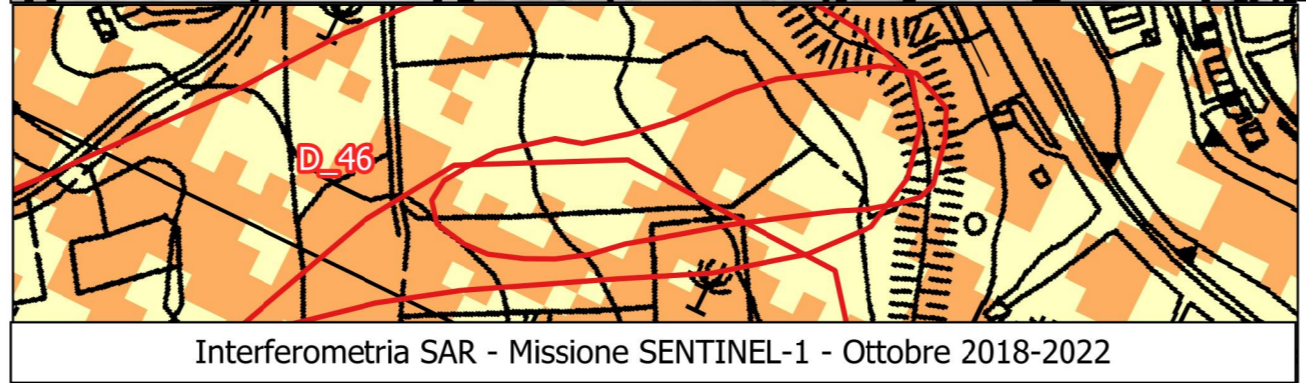 D_46
Interferometria SAR - Missione SENTINEL-1 - Ottobre 2018-2022